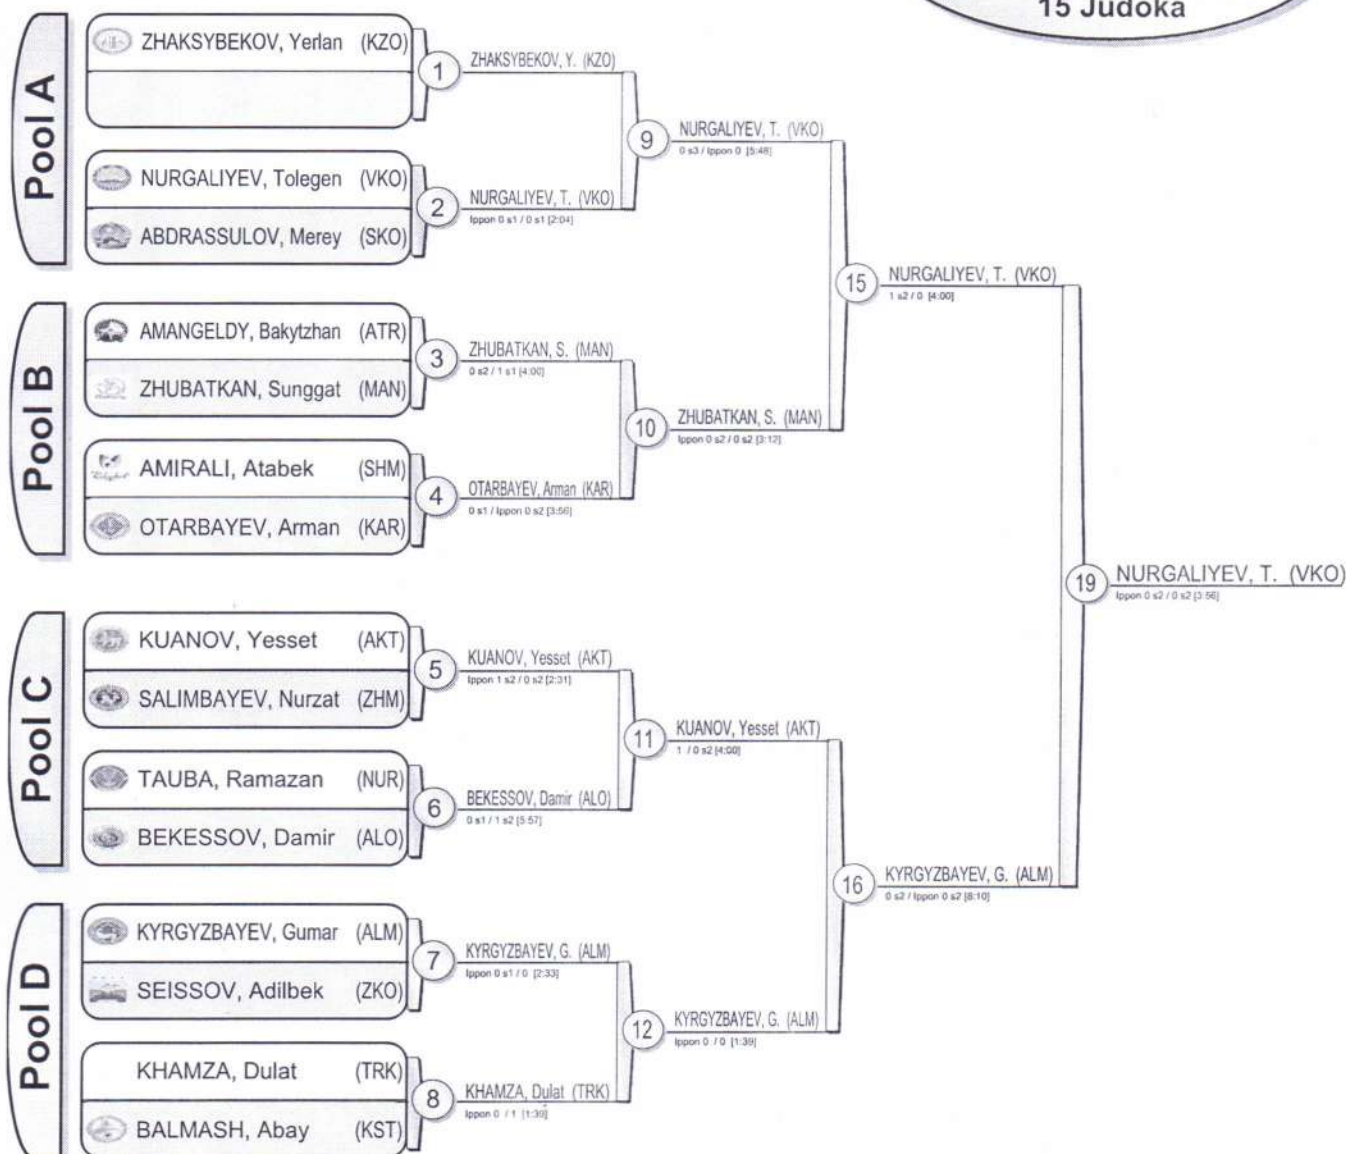 15 Judoka
Pool A
ZHAKSYBEKOV, Yerlan (KZO)
NURGALIYEV, Tolegen (VKO)
ABDRASSULOV, Merey (SKO)
Pool B
AMANGELDY, Bakytzhan (ATR)
ZHUBATKAN, Sunggat (MAN)
AMIRALI, Atabek (SHM)
OTARBAYEV, Arman (KAR)
Pool C
KUANOV, Yesset (AKT)
SALIMBAYEV, Nurzat (ZHM)
TAUBA, Ramazan (NUR)
BEKESSOV, Damir (ALO)
Pool D
KYRGYZBAYEV, Gumar (ALM)
SEISSOV, Adilbek (ZKO)
KHAMZA, Dulat (TRK)
BALMASH, Abay (KST)
1
ZHAKSYBEKOV, Y. (KZO)
2
NURGALIYEV, T. (VKO)
Ippon 0 s1 / 0 s1 [2:04]
3
ZHUBATKAN, S. (MAN)
0 s2 / 1 s1 [4:00]
4
OTARBAYEV, Arman (KAR)
0 s1 / Ippon 0 s2 [3:56]
5
KUANOV, Yesset (AKT)
Ippon 1 s2 / 0 s2 [2:31]
6
BEKESSOV, Damir (ALO)
0 s1 / 1 s2 [5:57]
7
KYRGYZBAYEV, G. (ALM)
Ippon 0 s1 / 0 [2:33]
8
KHAMZA, Dulat (TRK)
Ippon 0 / 1 [1:39]
9
NURGALIYEV, T. (VKO)
0 s3 / Ippon 0 [5:48]
10
ZHUBATKAN, S. (MAN)
Ippon 0 s2 / 0 s2 [3:12]
11
KUANOV, Yesset (AKT)
1 / 0 s2 [4:00]
12
KYRGYZBAYEV, G. (ALM)
Ippon 0 / 0 [1:39]
15
NURGALIYEV, T. (VKO)
1 s2 / 0 [4:00]
16
KYRGYZBAYEV, G. (ALM)
0 s2 / Ippon 0 s2 [8:10]
19
NURGALIYEV, T. (VKO)
Ippon 0 s2 / 0 s2 [3:56]